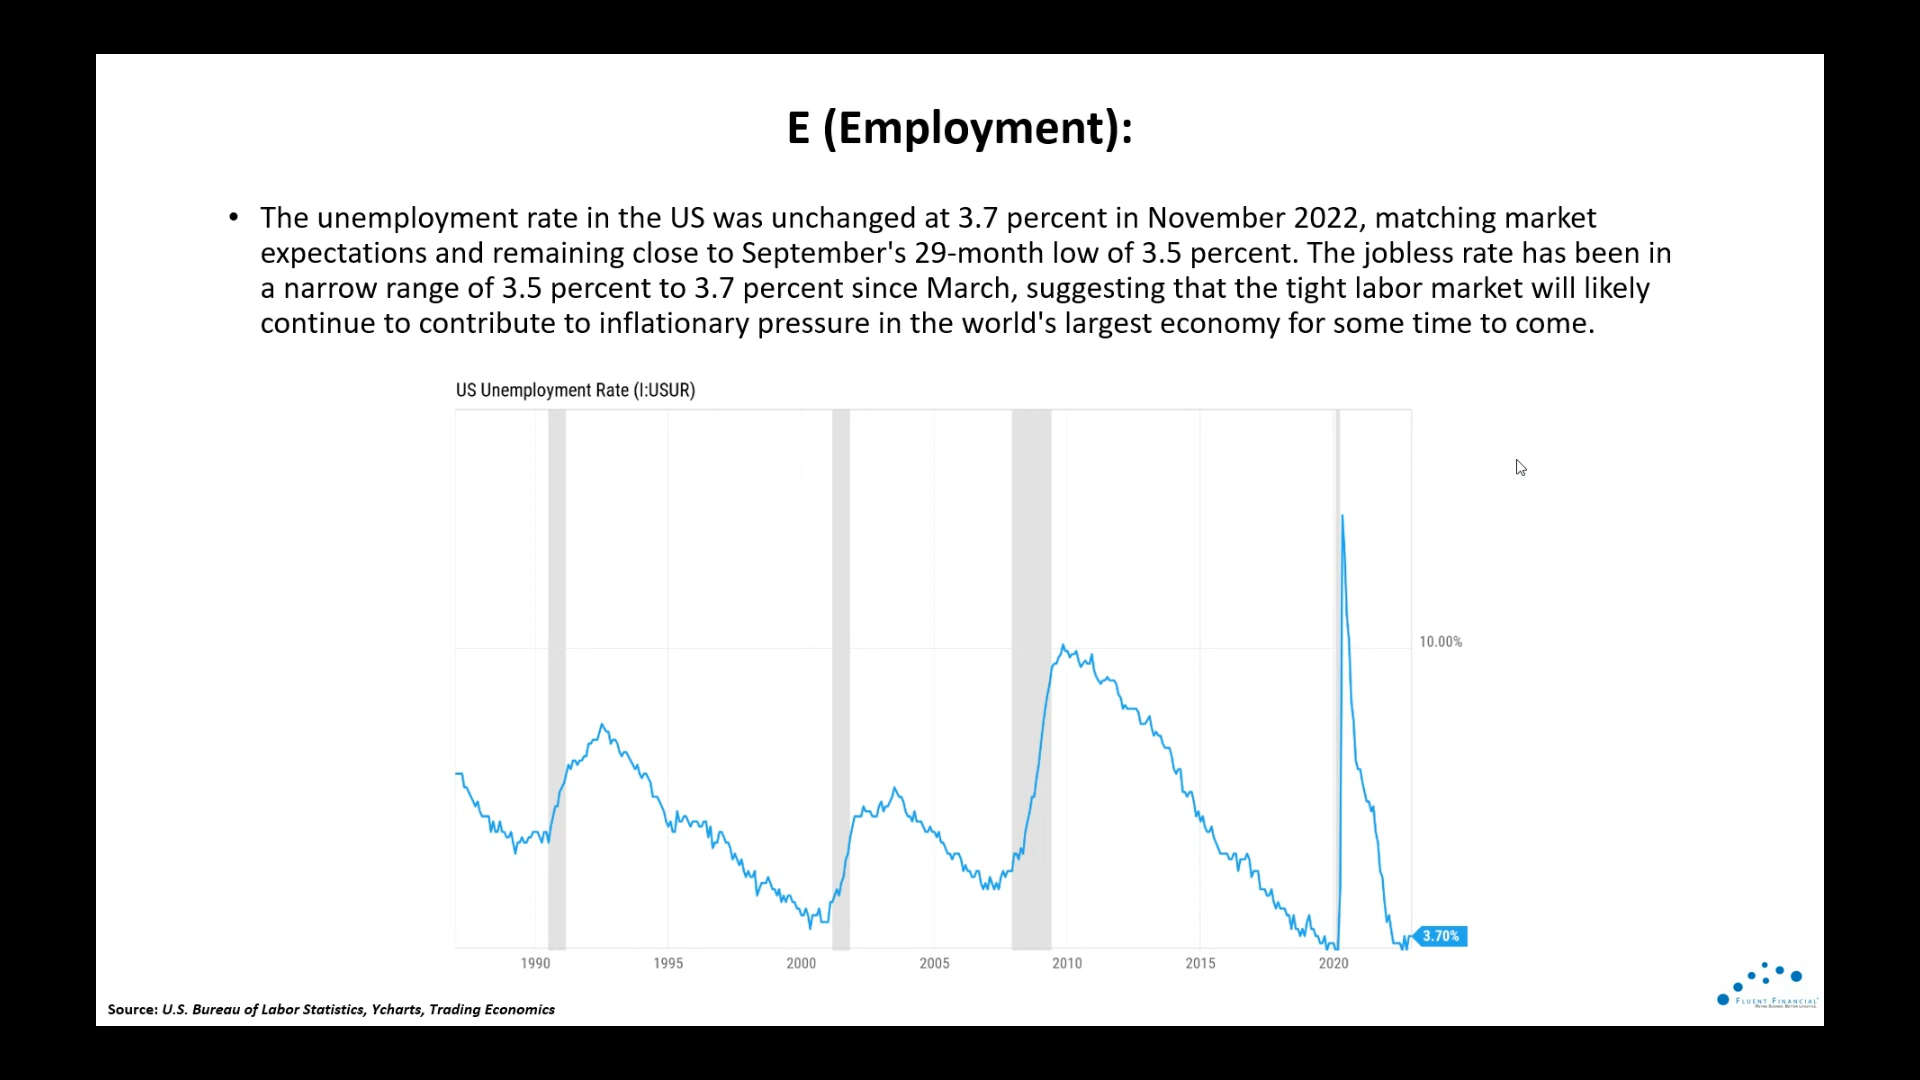 E (Employment):
• The unemployment rate in the US was unchanged at 3.7 percent in November 2022, matching market
expectations and remaining close to September's 29-month low of 3.5 percent. The jobless rate has been in
a narrow range of 3.5 percent to 3.7 percent since March, suggesting that the tight labor market will likely
continue to contribute to inflationary pressure in the world's largest economy for some time to come.
US Unemployment Rate (I:USUR)
10.00%
3.70%
1990 1995 2000 2005 2010 2015 2020
Source: U.S. Bureau of Labor Statistics, Ycharts, Trading Economics
FLUENT FINANCIAL